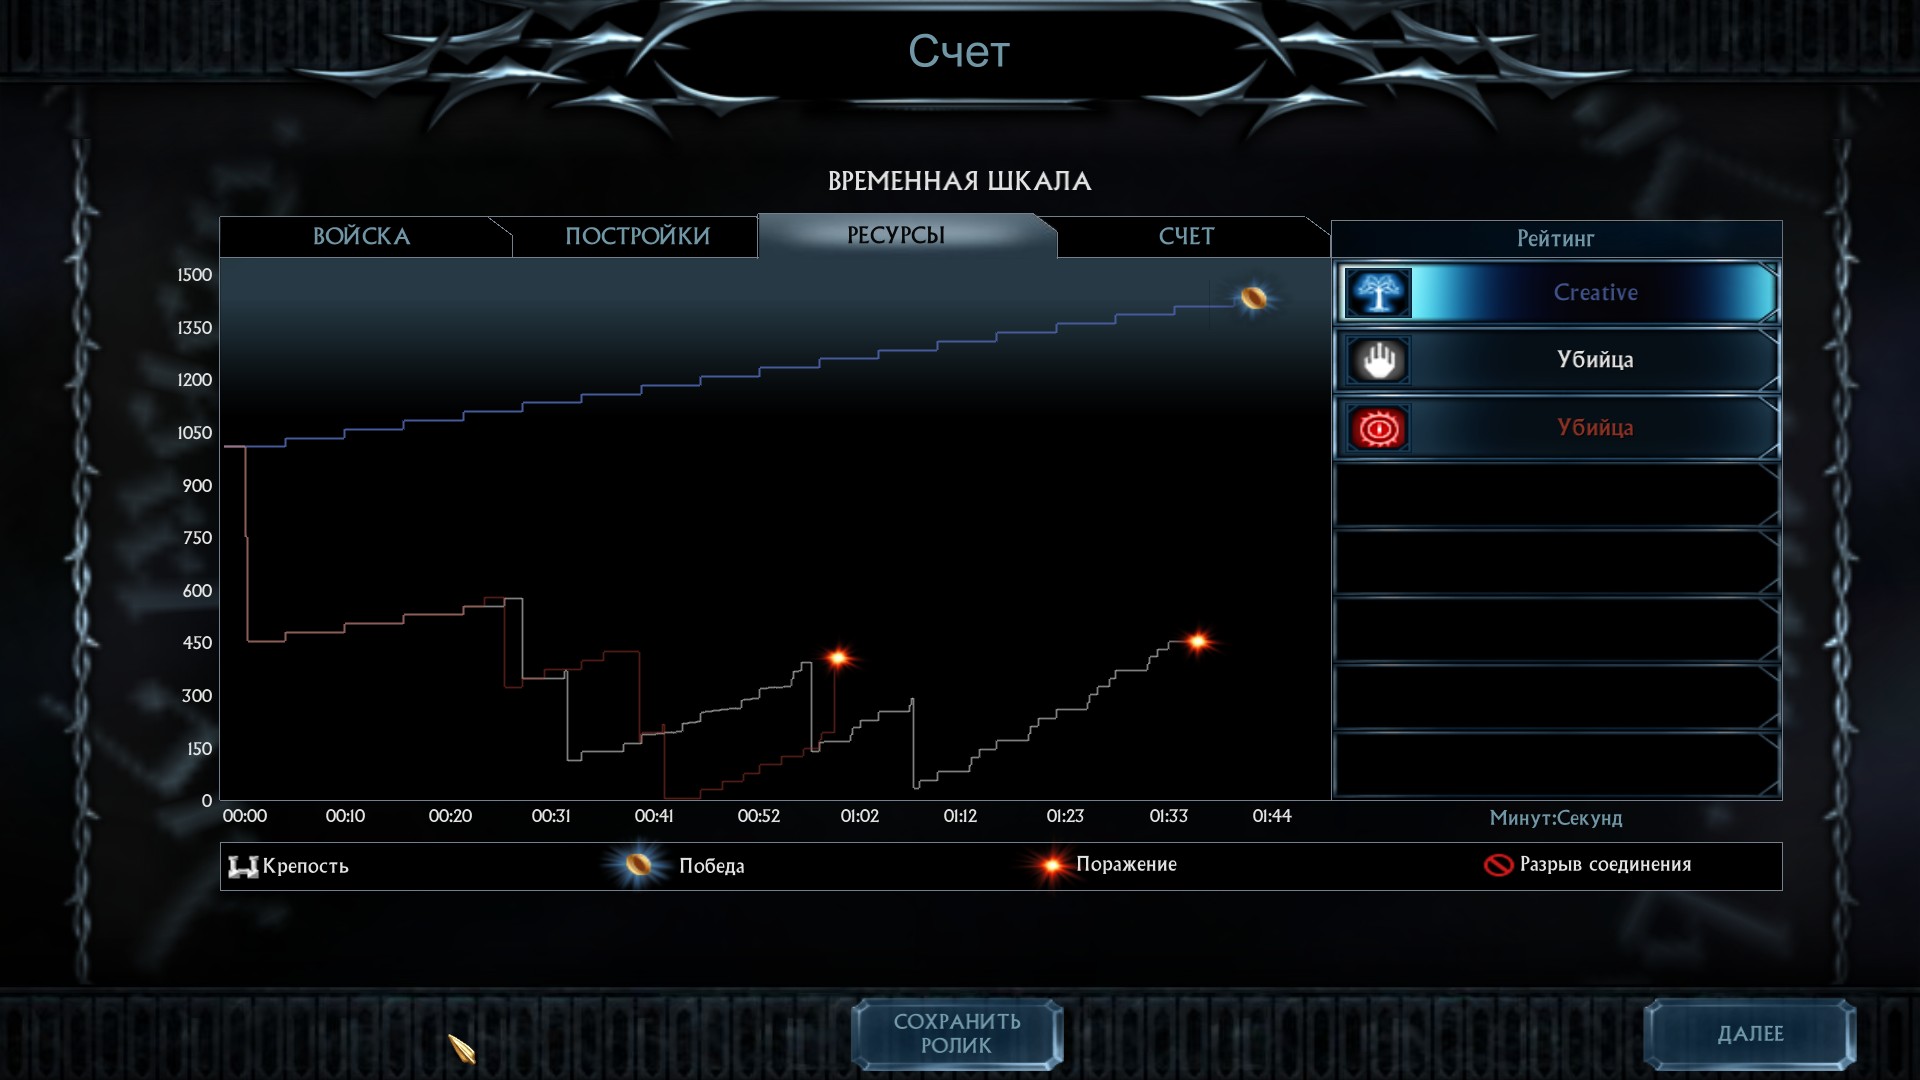 Счет
ВРЕМЕННАЯ ШКАЛА
ВОЙСКА
ПОСТРОЙКИ
РЕСУРСЫ
СЧЕТ
Рейтинг
1500
1350
1200
1050
900
750
600
450
300
150
0
Creative
Убийца
Убийца
00:00
00:10
00:20
00:31
00:41
00:52
01:02
01:12
01:23
01:33
01:44
Минут:Секунд
Крепость
Победа
Поражение
Разрыв соединения
СОХРАНИТЬ
РОЛИК
ДАЛЕЕ